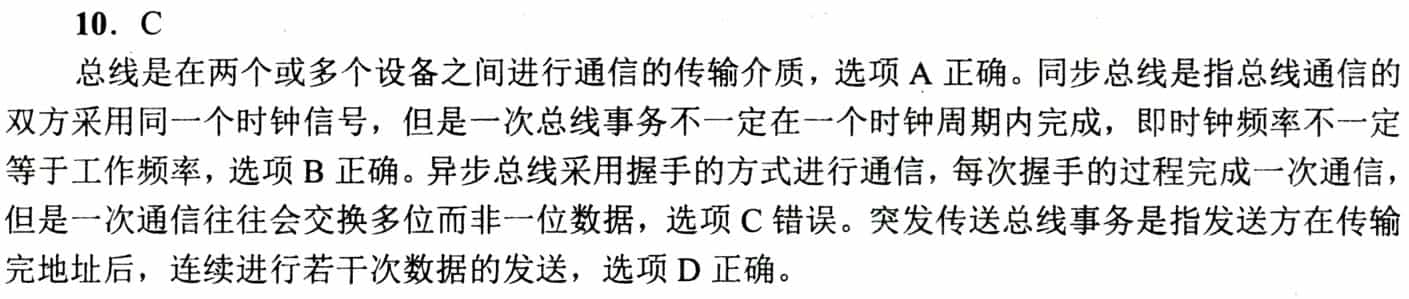 10. C
总线是在两个或多个设备之间进行通信的传输介质，选项 A 正确。同步总线是指总线通信的
双方采用同一个时钟信号，但是一次总线事务不一定在一个时钟周期内完成，即时钟频率不一定
等于工作频率，选项 B 正确。异步总线采用握手的方式进行通信，每次握手的过程完成一次通信，
但是一次通信往往会交换多位而非一位数据，选项 C 错误。突发传送总线事务是指发送方在传输
完地址后，连续进行若干次数据的发送，选项 D 正确。